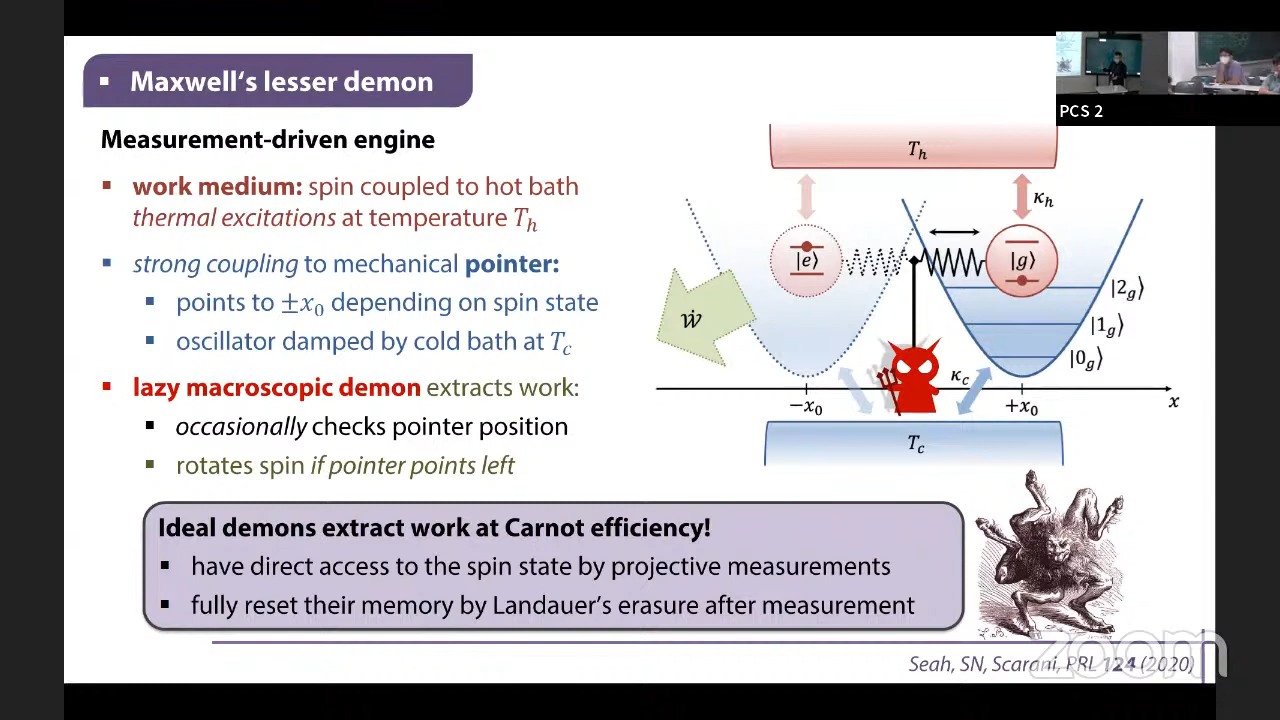 Maxwell‘s lesser demon
PCS 2
Measurement-driven engine
work medium: spin coupled to hot bath
thermal excitations at temperature T_h
strong coupling to mechanical pointer:
points to ±x_0 depending on spin state
oscillator damped by cold bath at T_c
lazy macroscopic demon extracts work:
occasionally checks pointer position
rotates spin if pointer points left
T_h
κ_h
|e⟩
|g⟩
|2_g⟩
|1_g⟩
|0_g⟩
Ẇ
κ_c
−x_0
+x_0
x
T_c
Ideal demons extract work at Carnot efficiency!
have direct access to the spin state by projective measurements
fully reset their memory by Landauer’s erasure after measurement
zoom
Seah, SN, Scarani, PRL 124 (2020)